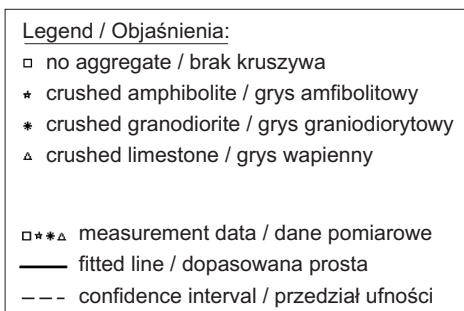 Legend / Objaśnienia:
no aggregate / brak kruszywa
crushed amphibolite / grys amfibolitowy
crushed granodiorite / grys graniodiorytowy
crushed limestone / grys wapienny
measurement data / dane pomiarowe
fitted line / dopasowana prosta
confidence interval / przedział ufności